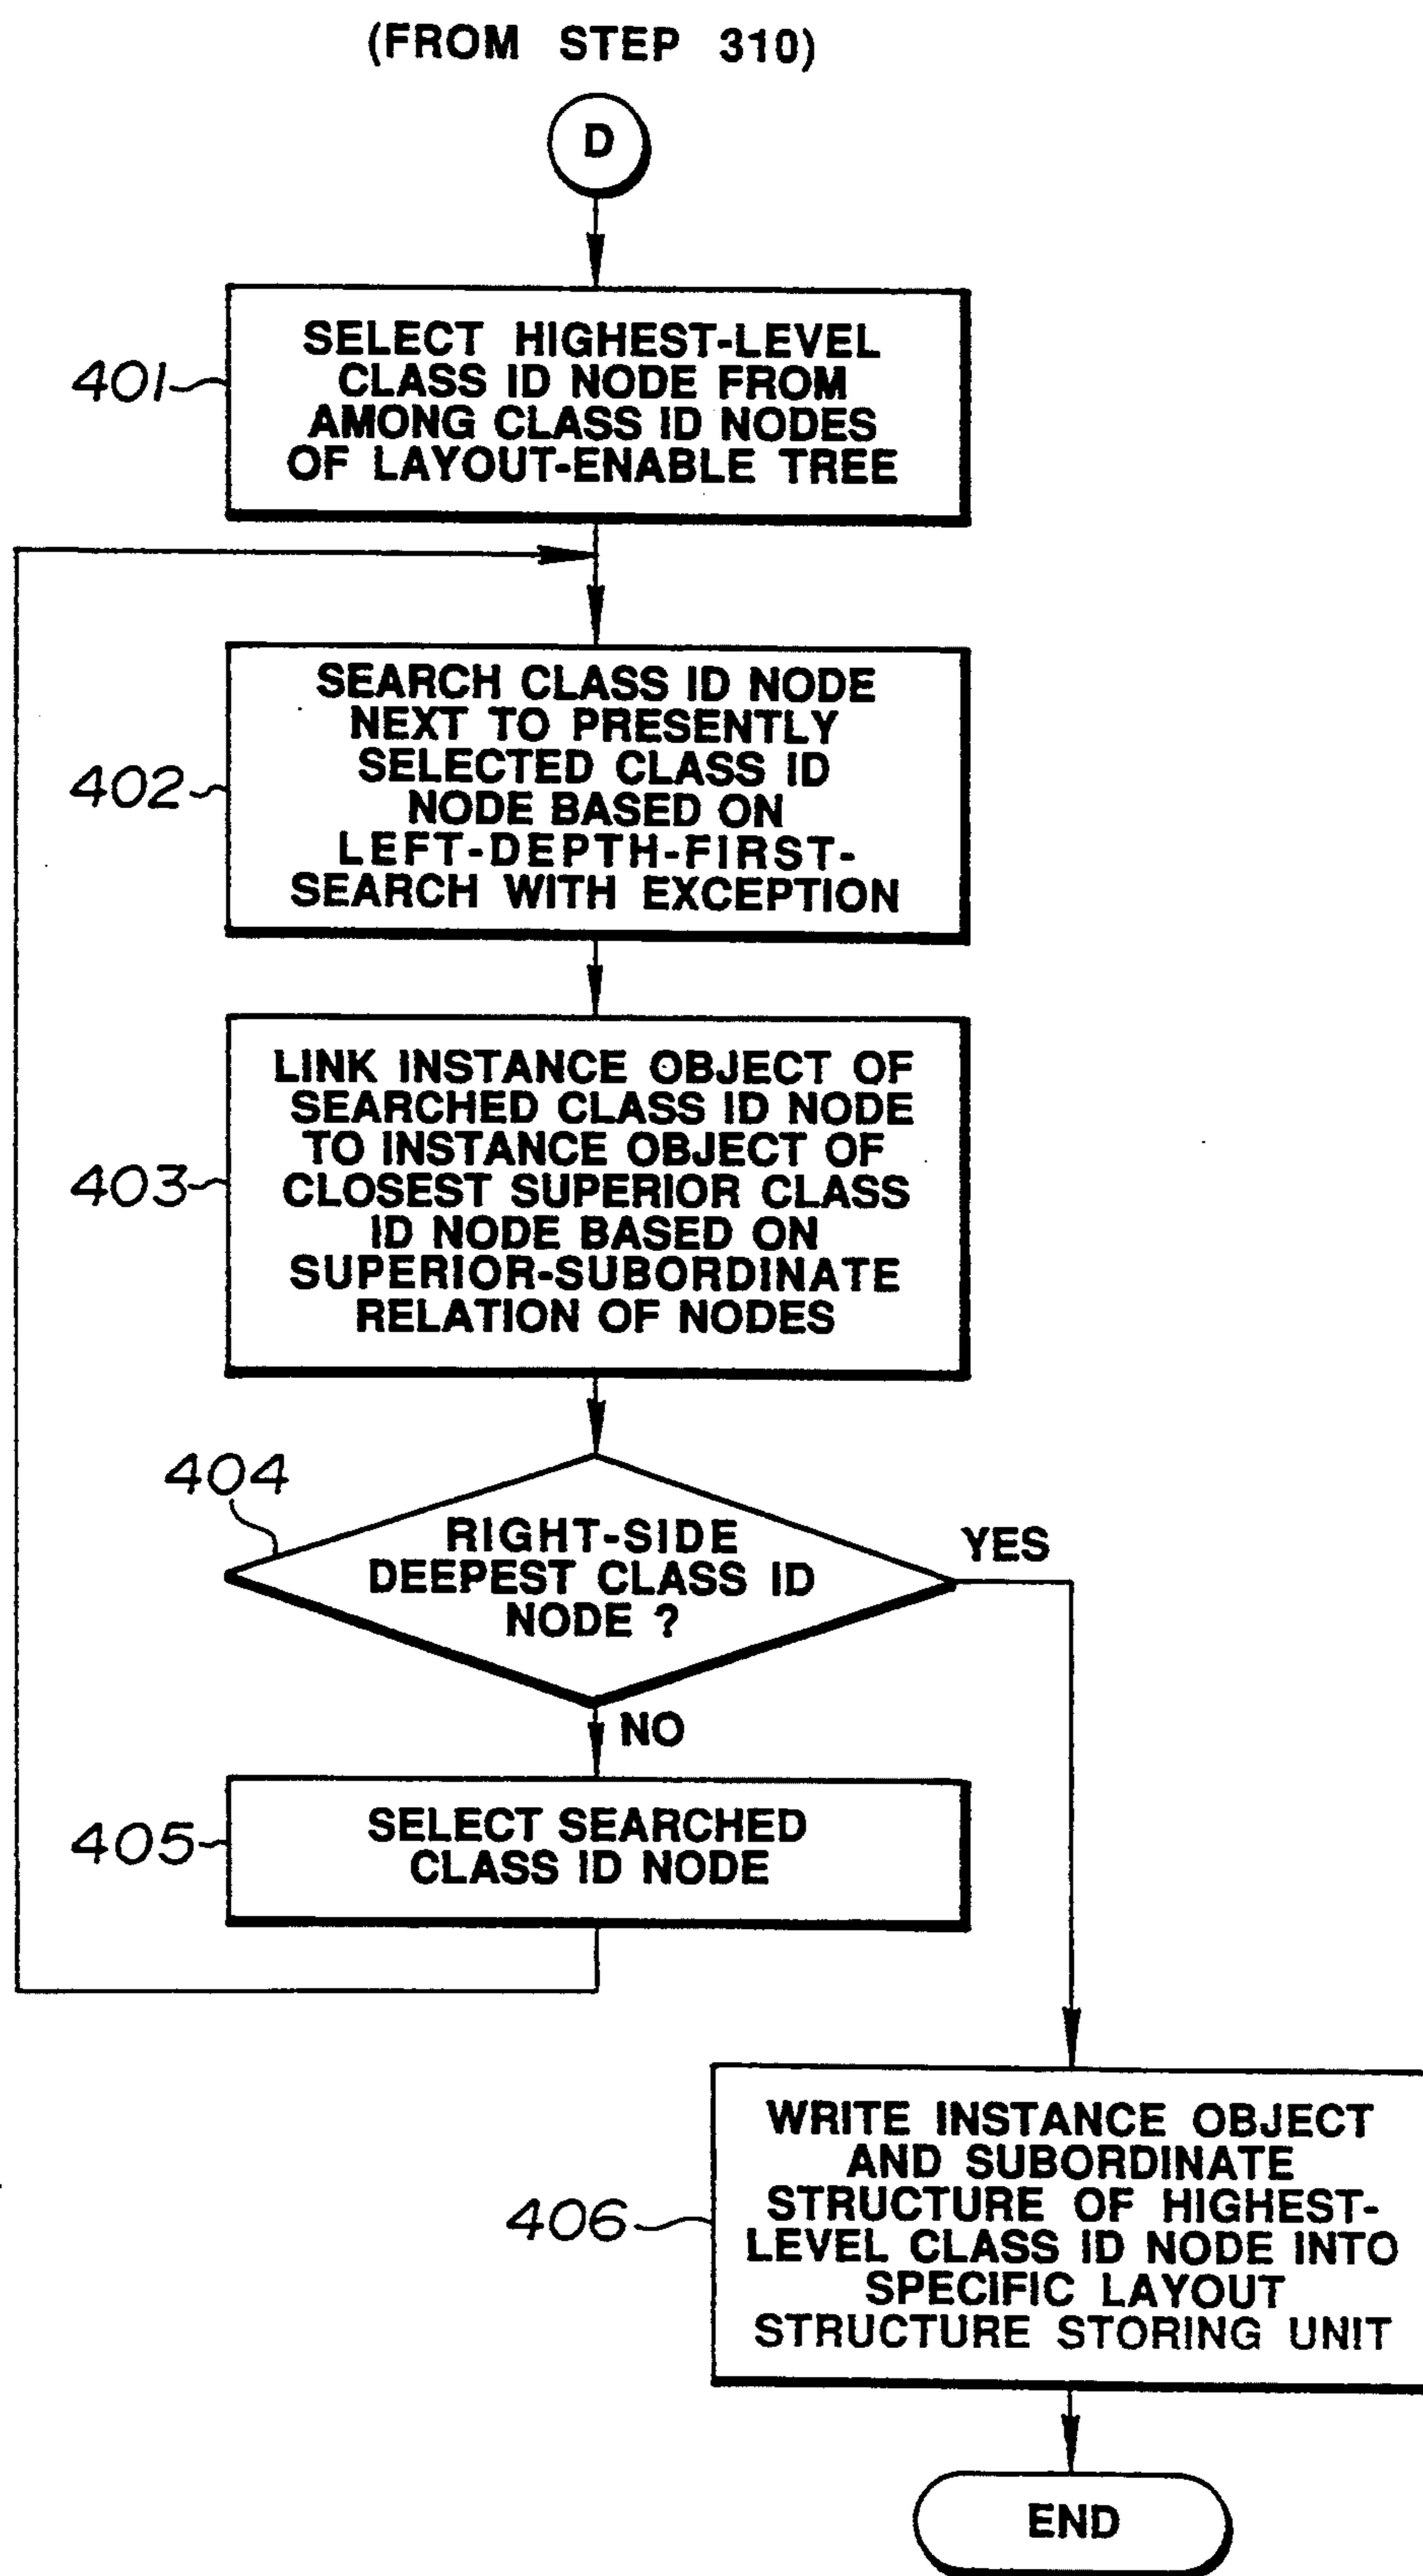 (FROM STEP 310)
D
401
SELECT HIGHEST-LEVEL
CLASS ID NODE FROM
AMONG CLASS ID NODES
OF LAYOUT-ENABLE TREE
402
SEARCH CLASS ID NODE
NEXT TO PRESENTLY
SELECTED CLASS ID
NODE BASED ON
LEFT-DEPTH-FIRST-
SEARCH WITH EXCEPTION
403
LINK INSTANCE OBJECT OF
SEARCHED CLASS ID NODE
TO INSTANCE OBJECT OF
CLOSEST SUPERIOR CLASS
ID NODE BASED ON
SUPERIOR-SUBORDINATE
RELATION OF NODES
404
RIGHT-SIDE
DEEPEST CLASS ID
NODE ?
YES
NO
405
SELECT SEARCHED
CLASS ID NODE
406
WRITE INSTANCE OBJECT
AND SUBORDINATE
STRUCTURE OF HIGHEST-
LEVEL CLASS ID NODE INTO
SPECIFIC LAYOUT
STRUCTURE STORING UNIT
END